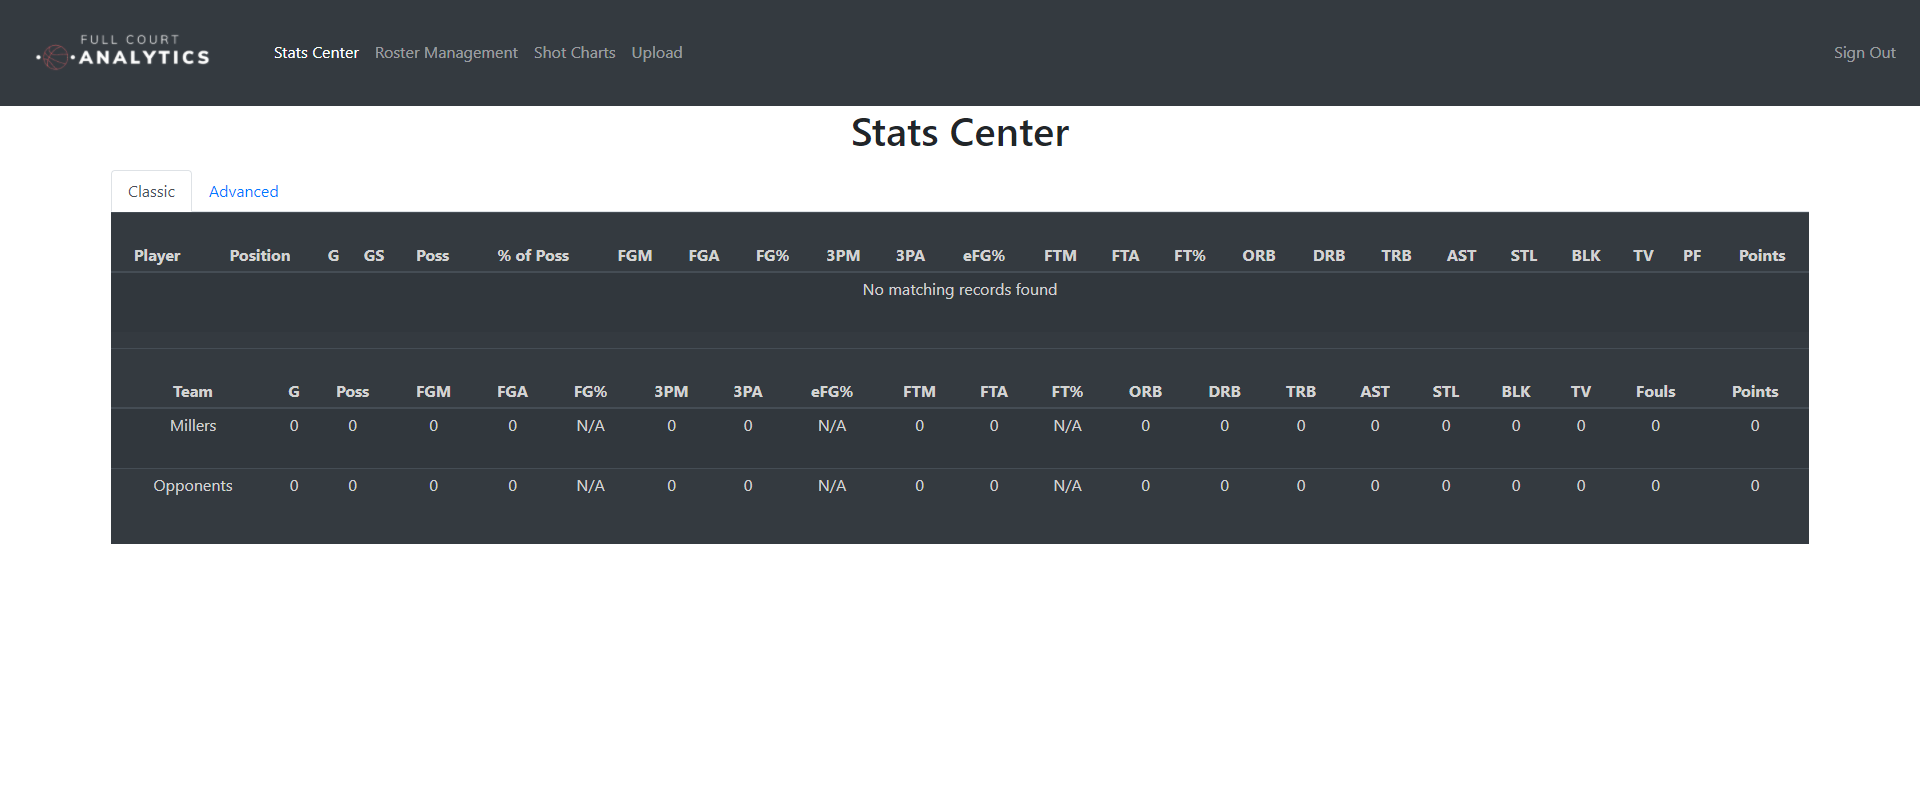 FULL COURT
ANALYTICS
Stats Center Roster Management Shot Charts Upload Sign Out
Stats Center
Classic Advanced
Player Position G GS Poss % of Poss FGM FGA FG% 3PM 3PA eFG% FTM FTA FT% ORB DRB TRB AST STL BLK TV PF Points
No matching records found
Team G Poss FGM FGA FG% 3PM 3PA eFG% FTM FTA FT% ORB DRB TRB AST STL BLK TV Fouls Points
Millers 0 0 0 0 N/A 0 0 N/A 0 0 N/A 0 0 0 0 0 0 0 0 0
Opponents 0 0 0 0 N/A 0 0 N/A 0 0 N/A 0 0 0 0 0 0 0 0 0